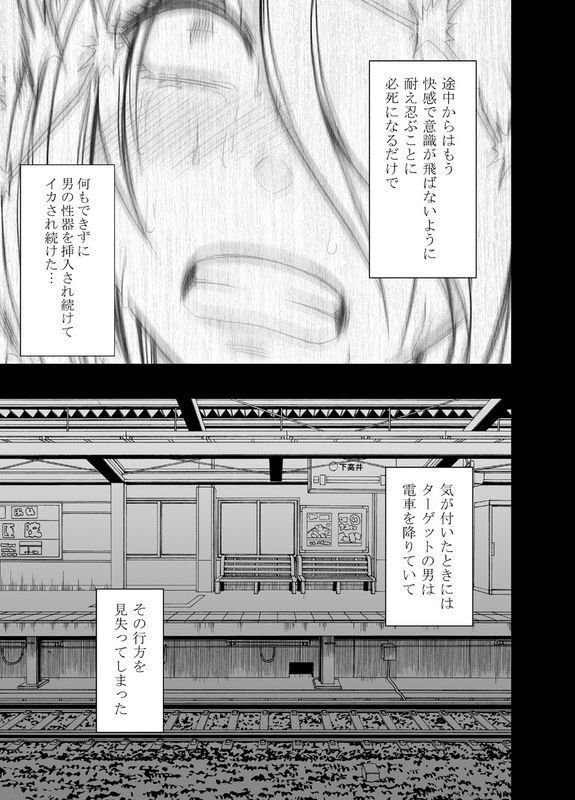 途中からはもう
快感で意識が飛ばないように
耐え忍ぶことに
必死になるだけで
何もできずに
男の性器を挿入され続けて
イカされ続けた…
下高井
気が付いたときには
ターゲットの男は
電車を降りていて
その行方を
見失ってしまった